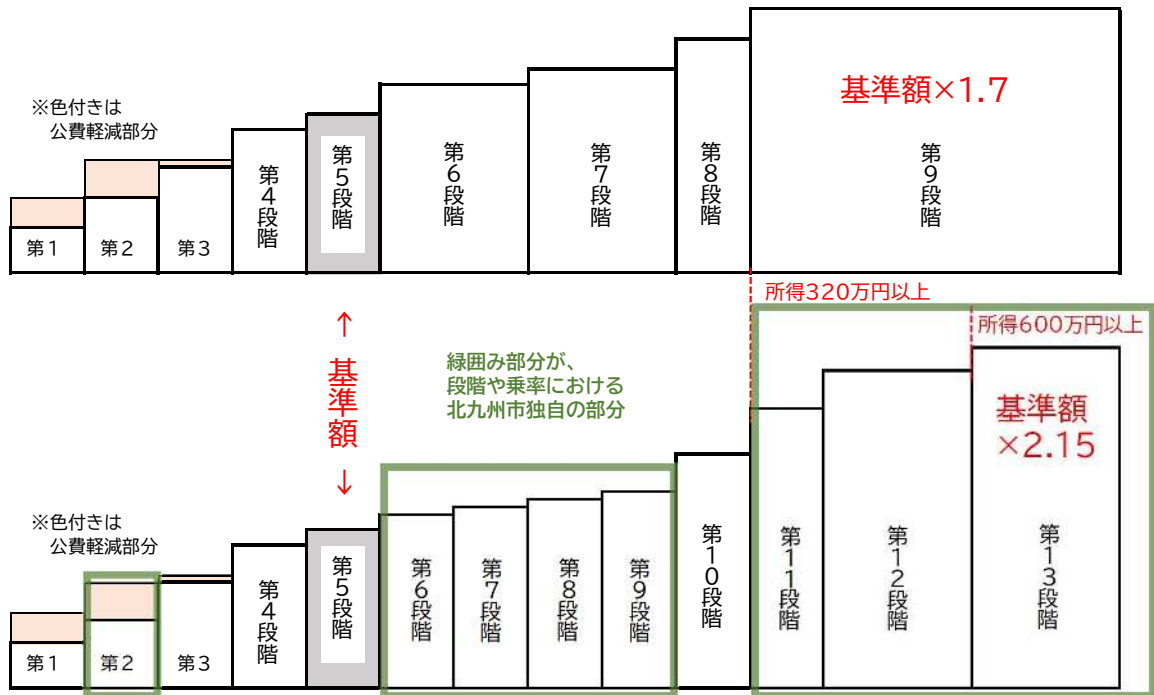 ※色付きは
公費軽減部分
第1
第2
第3
第4段階
第5段階
第6段階
第7段階
第8段階
基準額×1.7
第9段階
所得320万円以上
所得600万円以上
↑
基準額
↓
緑囲み部分が、
段階や乗率における
北九州市独自の部分
※色付きは
公費軽減部分
第1
第2
第3
第4段階
第5段階
第6段階
第7段階
第8段階
第9段階
第10段階
第11段階
第12段階
基準額
×2.15
第13段階